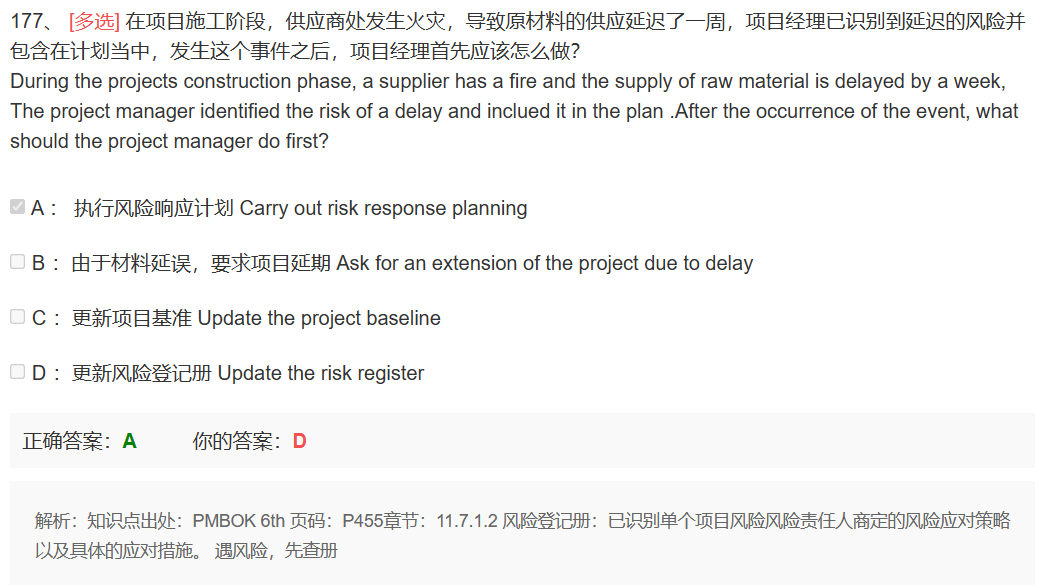 177、 [多选] 在项目施工阶段，供应商处发生火灾，导致原材料的供应延迟了一周，项目经理已识别到延迟的风险并
包含在计划当中，发生这个事件之后，项目经理首先应该怎么做？
During the projects construction phase, a supplier has a fire and the supply of raw material is delayed by a week,
The project manager identified the risk of a delay and inclued it in the plan .After the occurrence of the event, what
should the project manager do first?
A： 执行风险响应计划 Carry out risk response planning
B： 由于材料延误，要求项目延期 Ask for an extension of the project due to delay
C： 更新项目基准 Update the project baseline
D： 更新风险登记册 Update the risk register
正确答案：A 你的答案：D
解析：知识点出处：PMBOK 6th 页码：P455章节：11.7.1.2 风险登记册：已识别单个项目风险风险责任人商定的风险应对策略
以及具体的应对措施。 遇风险，先查册